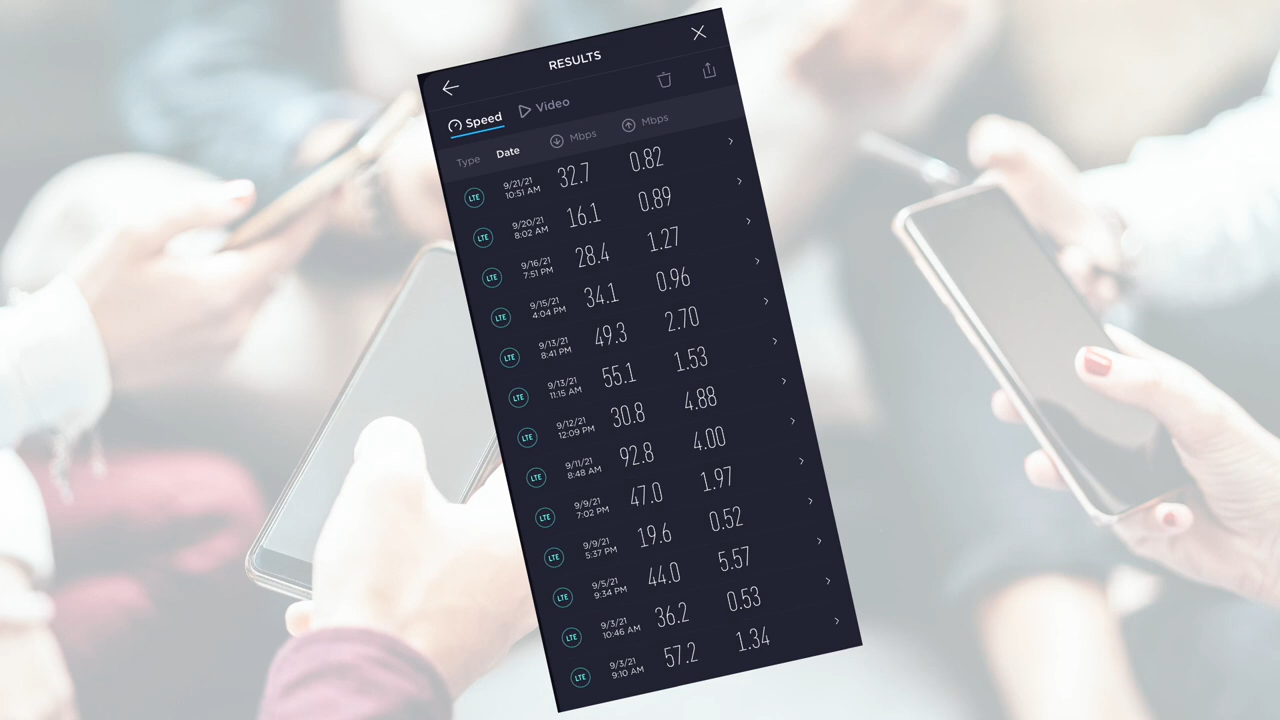 RESULTS
Speed Video
Type Date Mbps Mbps
LTE 9/21/21 10:51 AM 32.7 0.82
LTE 9/20/21 8:02 AM 16.1 0.89
LTE 9/16/21 7:51 PM 28.4 1.27
LTE 9/15/21 4:04 PM 34.1 0.96
LTE 9/13/21 8:41 PM 49.3 2.70
LTE 9/13/21 11:15 AM 55.1 1.53
LTE 9/12/21 12:09 PM 30.8 4.88
LTE 9/11/21 8:48 AM 92.8 4.00
LTE 9/9/21 7:02 PM 47.0 1.97
LTE 9/9/21 5:37 PM 19.6 0.52
LTE 9/5/21 9:34 PM 44.0 5.57
LTE 9/3/21 10:46 AM 36.2 0.53
LTE 9/3/21 9:10 AM 57.2 1.34